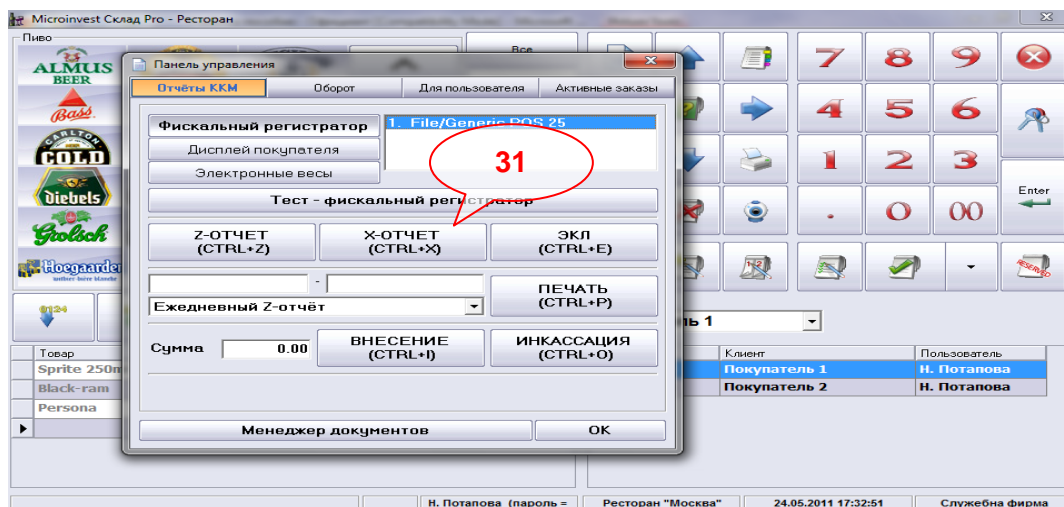 Microinvest Склад Pro - Ресторан
Пиво
Все
ALMUS
BEER
Bass
CARLTON
COLD
Diebels
Grolsch
Hoegaarden
Панель управления
Отчёты ККМ
Оборот
Для пользователя
Активные заказы
Фискальный регистратор
1. File/Generic POS 25
Дисплей покупателя
Электронные весы
31
Тест - фискальный регистратор
Z-ОТЧЕТ
(CTRL+Z)
X-ОТЧЕТ
(CTRL+X)
ЭКЛ
(CTRL+E)
-
Ежедневный Z-отчёт
ПЕЧАТЬ
(CTRL+P)
Сумма
0.00
ВНЕСЕНИЕ
(CTRL+I)
ИНКАССАЦИЯ
(CTRL+O)
Менеджер документов
OK
7 8 9
4 5 6
1 2 3
. 0 00
Enter
-
RESERVED
0124
ль 1
Товар
Sprite 250m
Black-ram
Persona
Клиент
Пользователь
Покупатель 1
Н. Потапова
Покупатель 2
Н. Потапова
Н. Потапова (пароль =
Ресторан "Москва"
24.05.2011 17:32:51
Служебна фирма